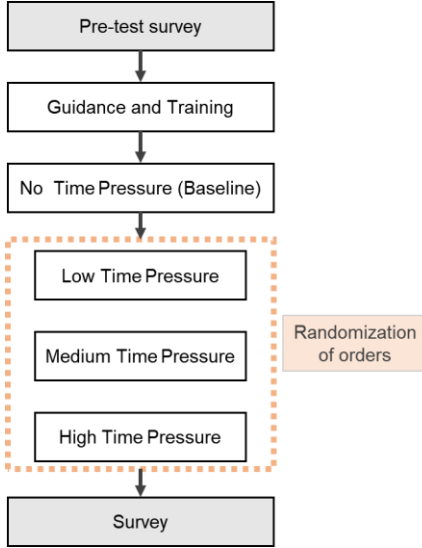 Pre-test survey
Guidance and Training
No Time Pressure (Baseline)
Low Time Pressure
Medium Time Pressure
Randomization
of orders
High Time Pressure
Survey